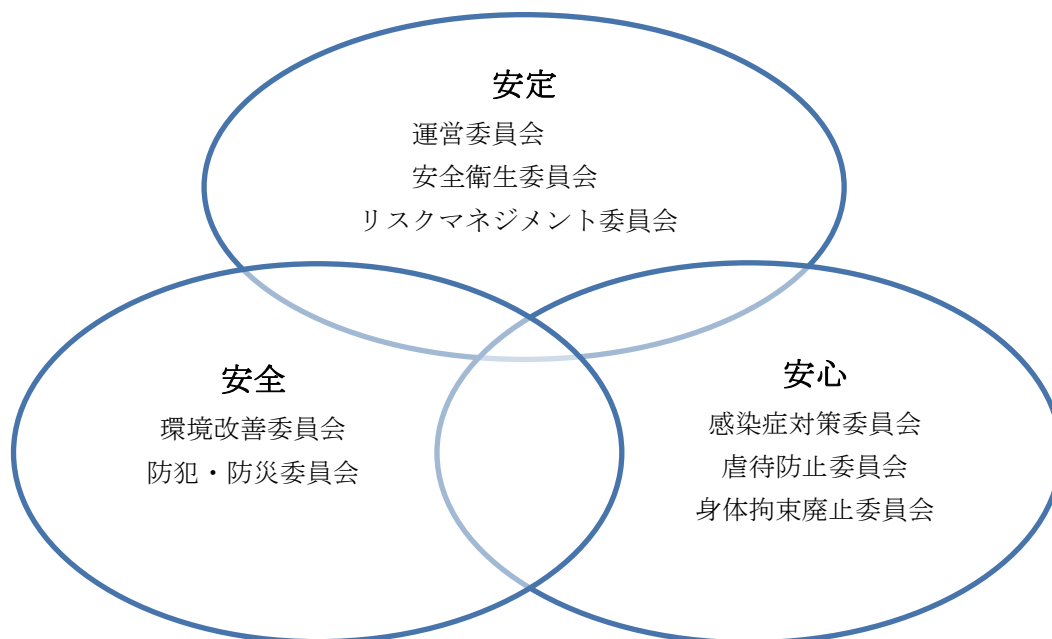 安定
運営委員会
安全衛生委員会
リスクマネジメント委員会
安全
環境改善委員会
防犯・防災委員会
安心
感染症対策委員会
虐待防止委員会
身体拘束廃止委員会